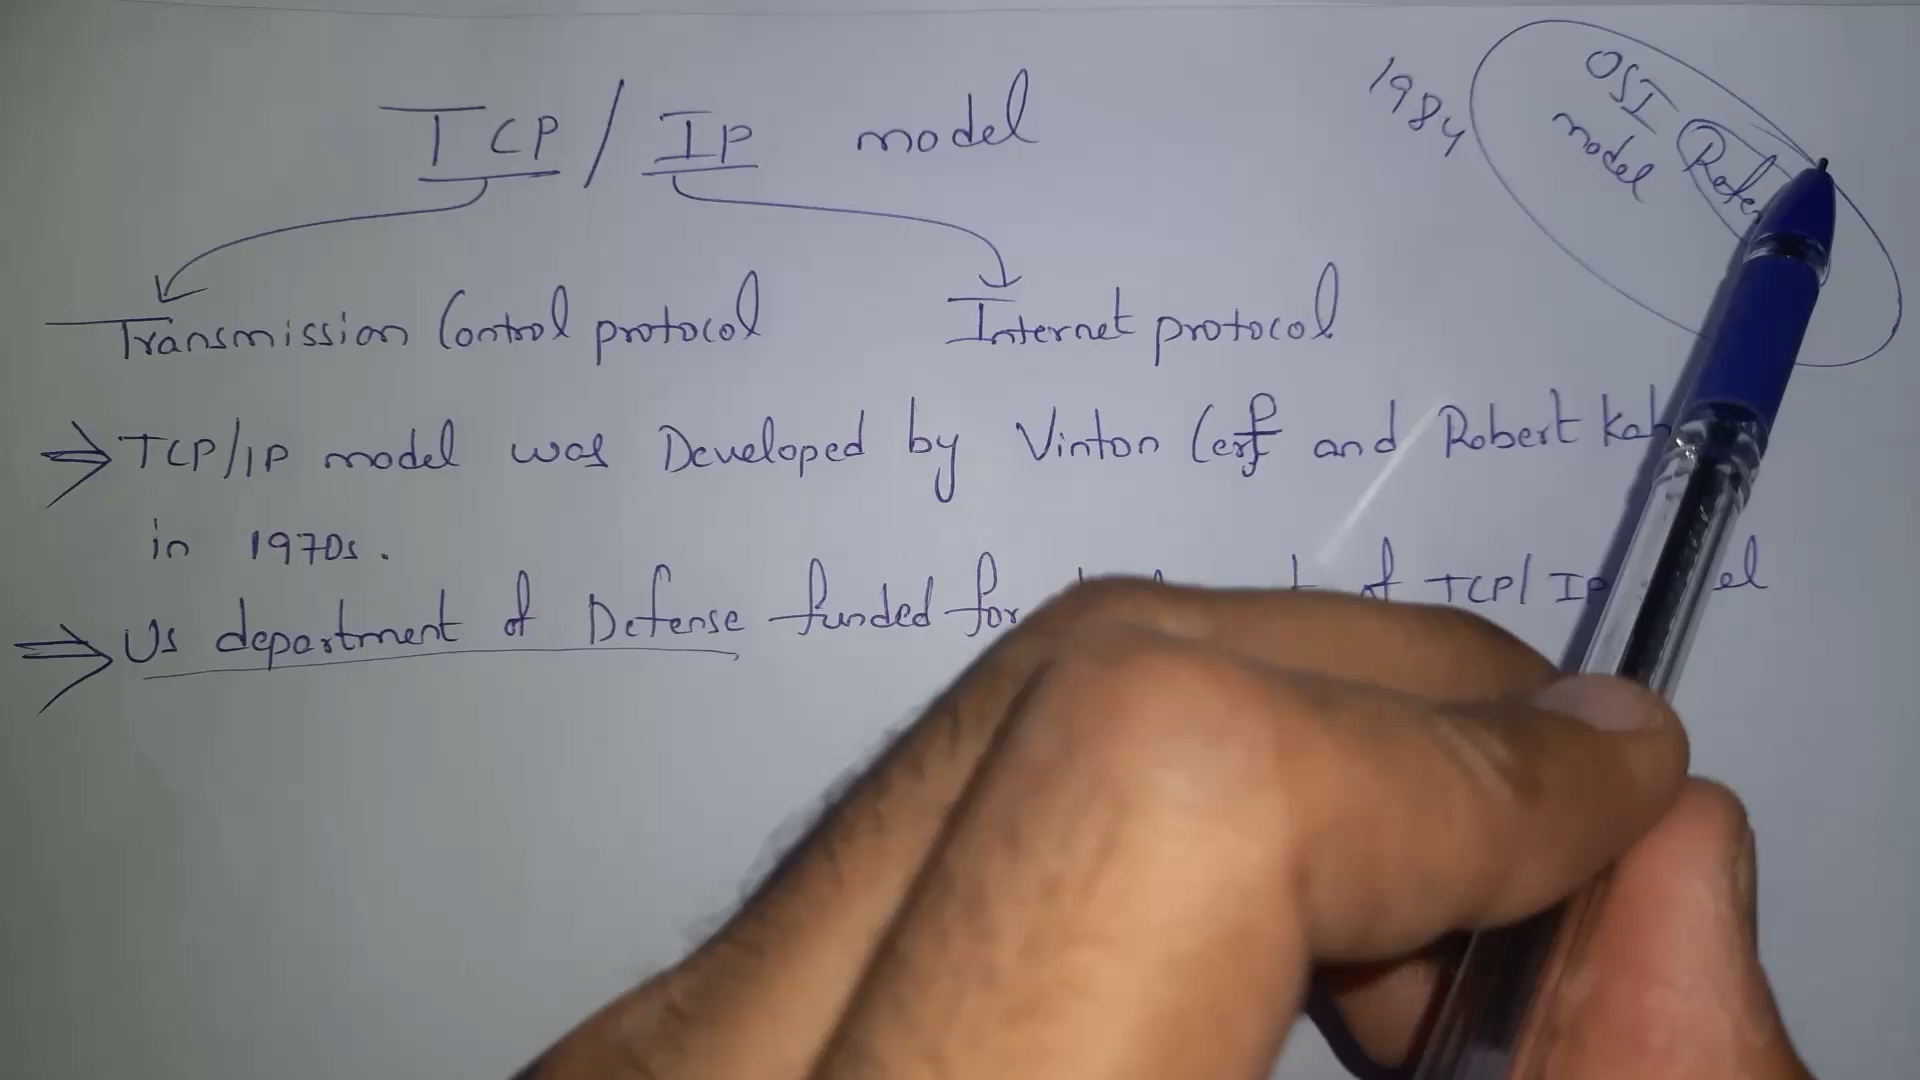 TCP/IP model
1984
OSI
model
Transmission Control protocol
Internet protocol
⇒ TCP/IP model was Developed by Vinton Cerf and Robert
in 1970s.
⇒ US department of Defense funded for of TCP/IP